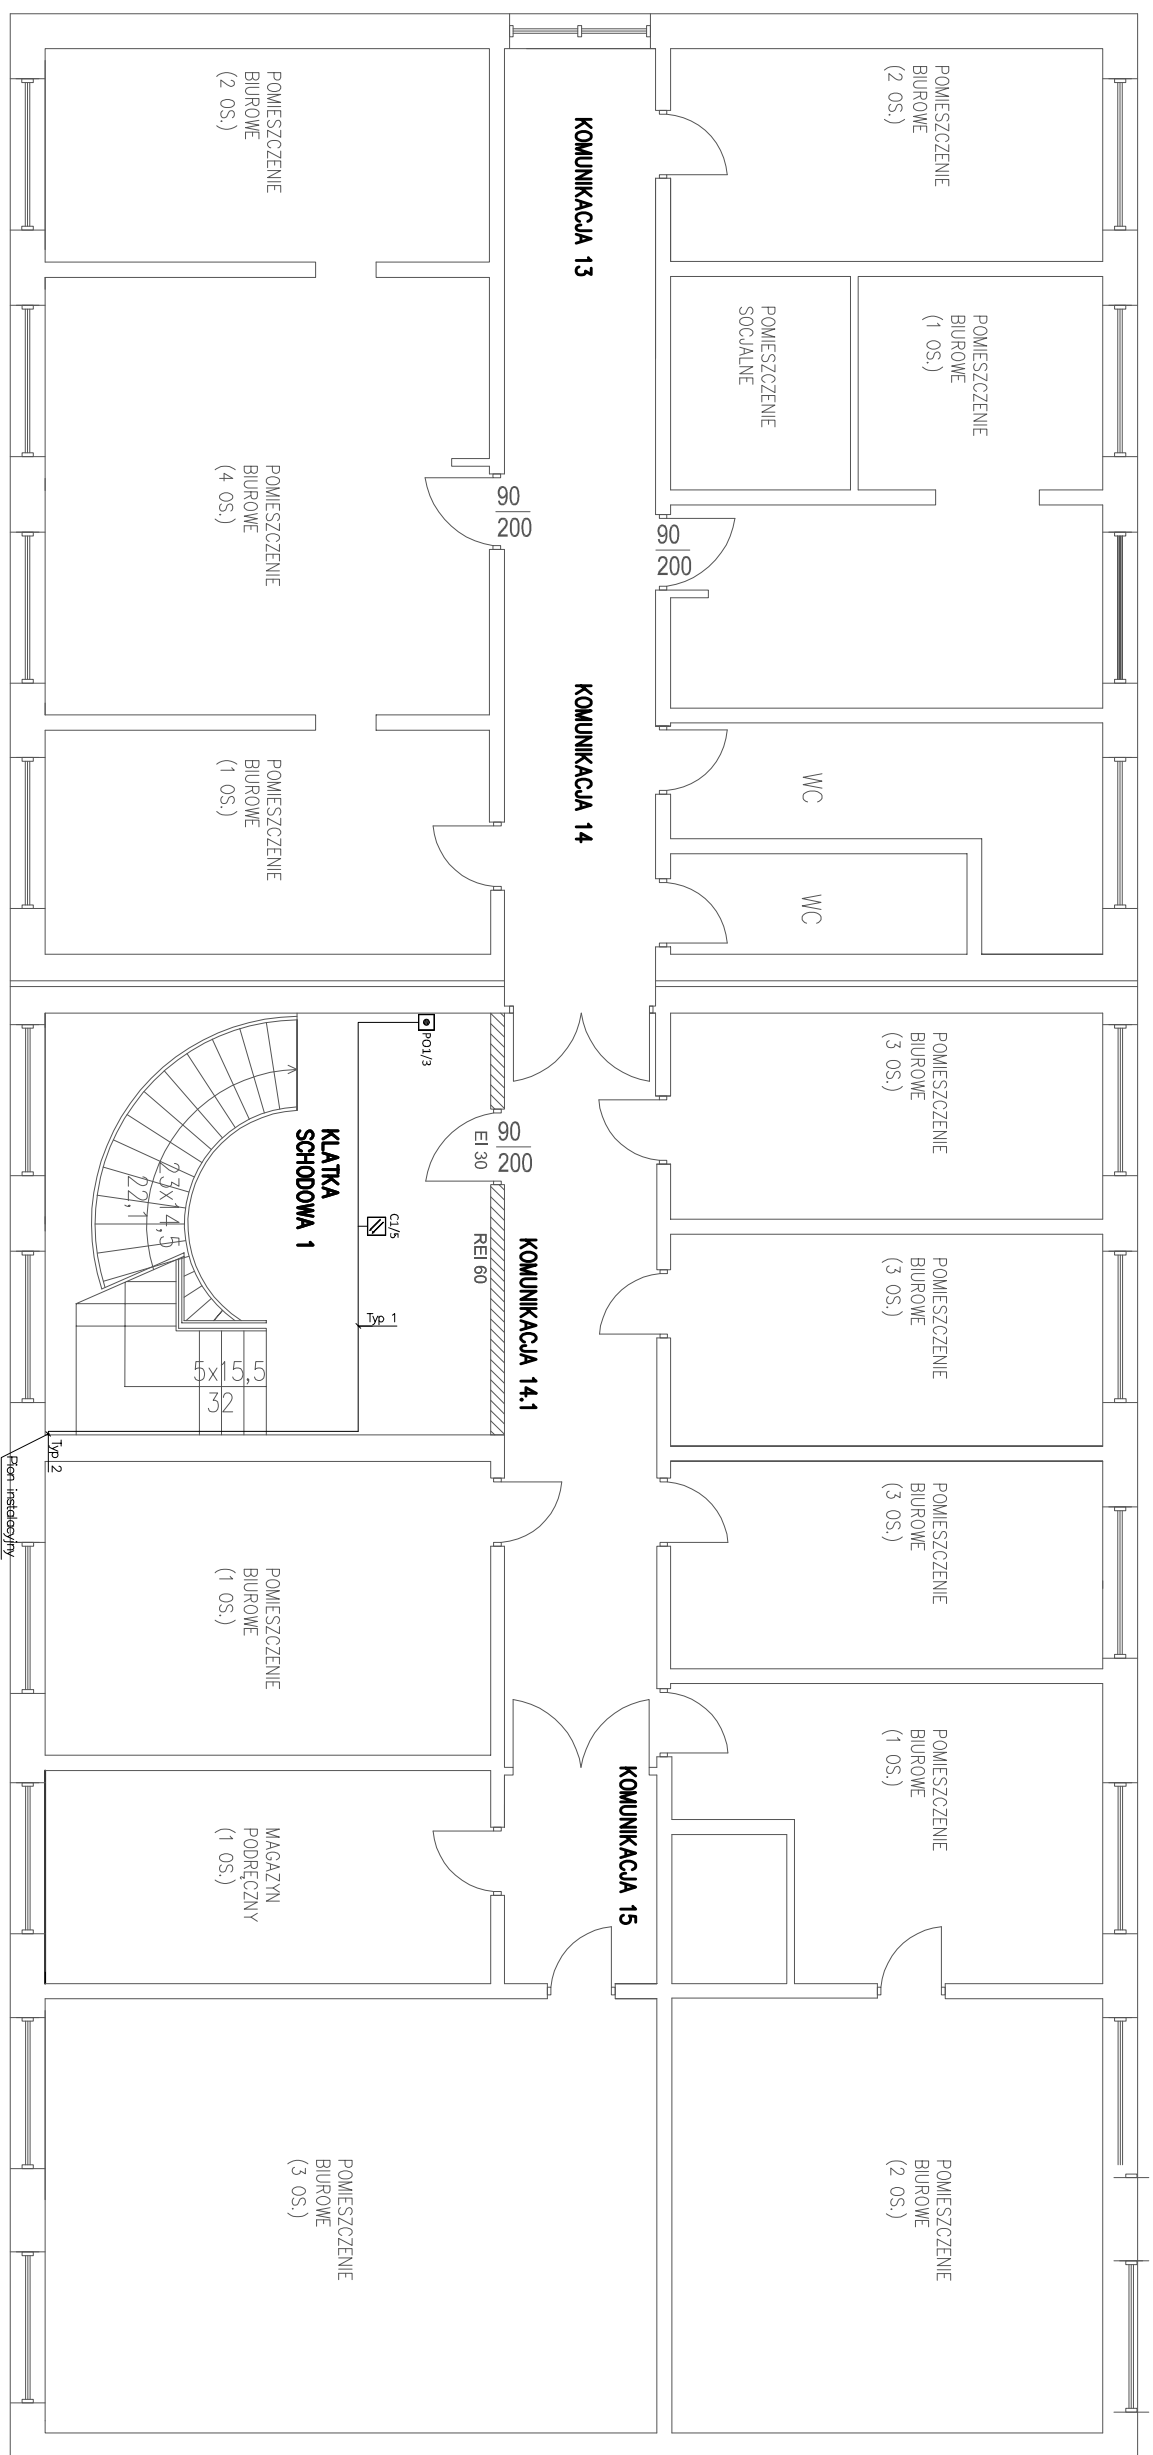 POMIESZCZENIE
BIUROWE
(2 OS.)
KOMUNIKACJA 13
POMIESZCZENIE
BIUROWE
(2 OS.)
POMIESZCZENIE
SOCJALNE
POMIESZCZENIE
BIUROWE
(1 OS.)
POMIESZCZENIE
BIUROWE
(4 OS.)
90
200
90
200
KOMUNIKACJA 14
POMIESZCZENIE
BIUROWE
(1 OS.)
WC
WC
PO1/3
POMIESZCZENIE
BIUROWE
(3 OS.)
90
200
EI 30
KLATKA
SCHODOWA 1
23x14,5
22,1
C1/5
REI 60
KOMUNIKACJA 14.1
POMIESZCZENIE
BIUROWE
(3 OS.)
Typ 1
5x15,5
32
Typ 2
Pion instalacyjny
POMIESZCZENIE
BIUROWE
(3 OS.)
POMIESZCZENIE
BIUROWE
(1 OS.)
POMIESZCZENIE
BIUROWE
(1 OS.)
KOMUNIKACJA 15
MAGAZYN
PODRĘCZNY
(1 OS.)
POMIESZCZENIE
BIUROWE
(3 OS.)
POMIESZCZENIE
BIUROWE
(2 OS.)